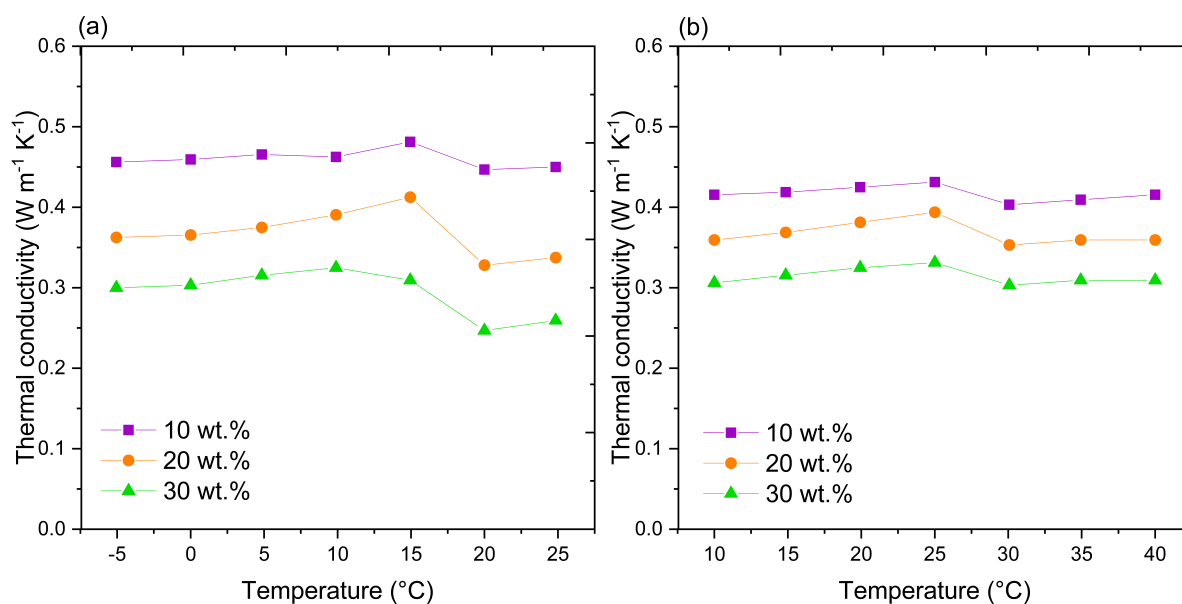 (a)
Thermal conductivity (W m⁻¹ K⁻¹)
0.6
0.5
0.4
0.3
0.2
0.1
0.0
10 wt.%
20 wt.%
30 wt.%
-5 0 5 10 15 20 25
Temperature (°C)
(b)
Thermal conductivity (W m⁻¹ K⁻¹)
0.6
0.5
0.4
0.3
0.2
0.1
0.0
10 wt.%
20 wt.%
30 wt.%
10 15 20 25 30 35 40
Temperature (°C)